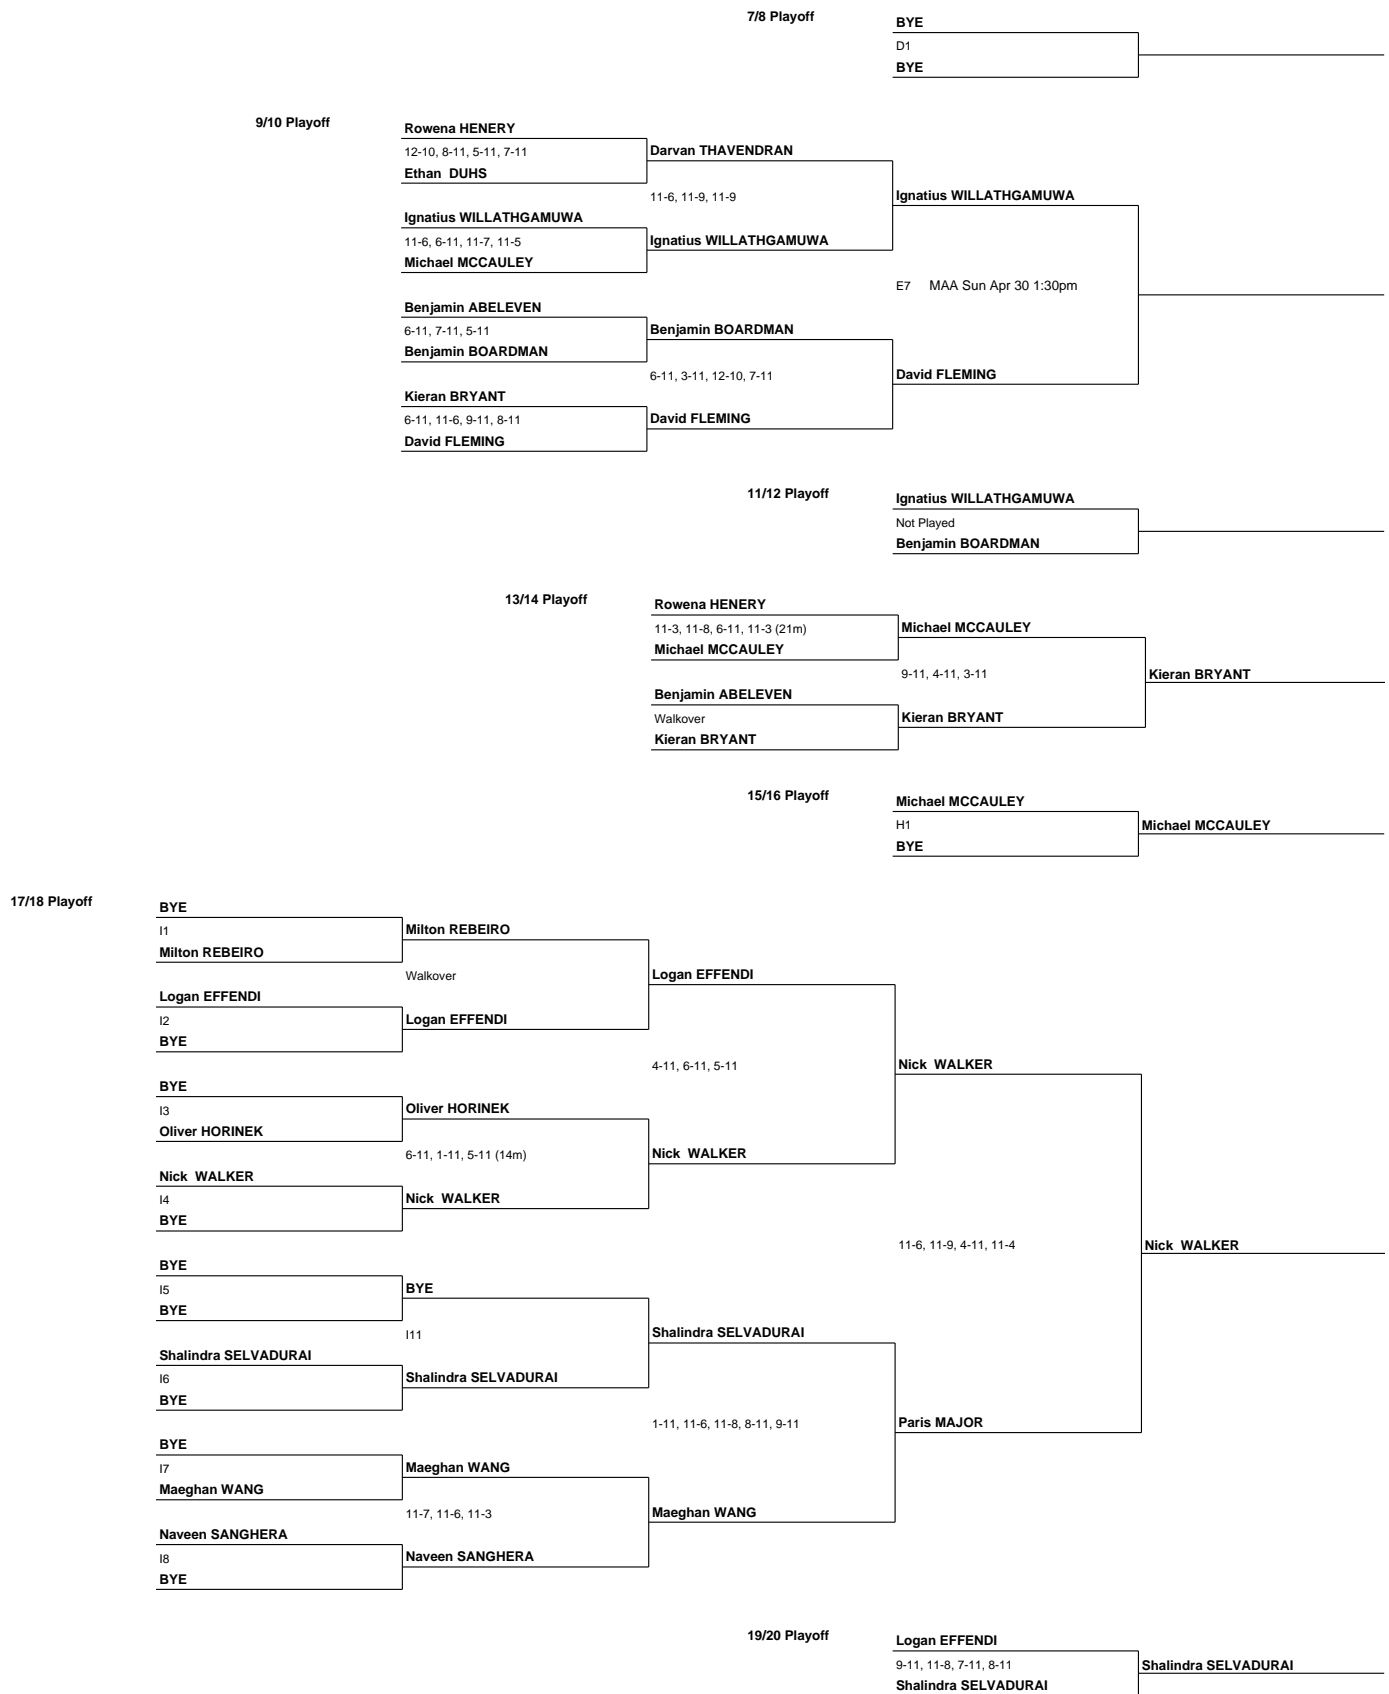 7/8 Playoff
BYE
D1
BYE
9/10 Playoff
Rowena HENERY
12-10, 8-11, 5-11, 7-11
Ethan DUHS
Darvan THAVENDRAN
11-6, 11-9, 11-9
Ignatius WILLATHGAMUWA
Ignatius WILLATHGAMUWA
11-6, 6-11, 11-7, 11-5
Michael MCCAULEY
Ignatius WILLATHGAMUWA
E7 MAA Sun Apr 30 1:30pm
Benjamin ABELEVEN
6-11, 7-11, 5-11
Benjamin BOARDMAN
Benjamin BOARDMAN
6-11, 3-11, 12-10, 7-11
David FLEMING
Kieran BRYANT
6-11, 11-6, 9-11, 8-11
David FLEMING
David FLEMING
11/12 Playoff
Ignatius WILLATHGAMUWA
Not Played
Benjamin BOARDMAN
13/14 Playoff
Rowena HENERY
11-3, 11-8, 6-11, 11-3 (21m)
Michael MCCAULEY
Michael MCCAULEY
9-11, 4-11, 3-11
Kieran BRYANT
Benjamin ABELEVEN
Walkover
Kieran BRYANT
Kieran BRYANT
15/16 Playoff
Michael MCCAULEY
H1
BYE
Michael MCCAULEY
17/18 Playoff
BYE
I1
Milton REBEIRO
Milton REBEIRO
Walkover
Logan EFFENDI
Logan EFFENDI
I2
BYE
Logan EFFENDI
4-11, 6-11, 5-11
Nick WALKER
BYE
I3
Oliver HORINEK
Oliver HORINEK
6-11, 1-11, 5-11 (14m)
Nick WALKER
Nick WALKER
I4
BYE
Nick WALKER
11-6, 11-9, 4-11, 11-4
Nick WALKER
BYE
I5
BYE
BYE
I11
Shalindra SELVADURAI
Shalindra SELVADURAI
I6
BYE
Shalindra SELVADURAI
1-11, 11-6, 11-8, 8-11, 9-11
Paris MAJOR
BYE
I7
Maeghan WANG
Maeghan WANG
11-7, 11-6, 11-3
Maeghan WANG
Naveen SANGHERA
I8
BYE
Naveen SANGHERA
19/20 Playoff
Logan EFFENDI
9-11, 11-8, 7-11, 8-11
Shalindra SELVADURAI
Shalindra SELVADURAI